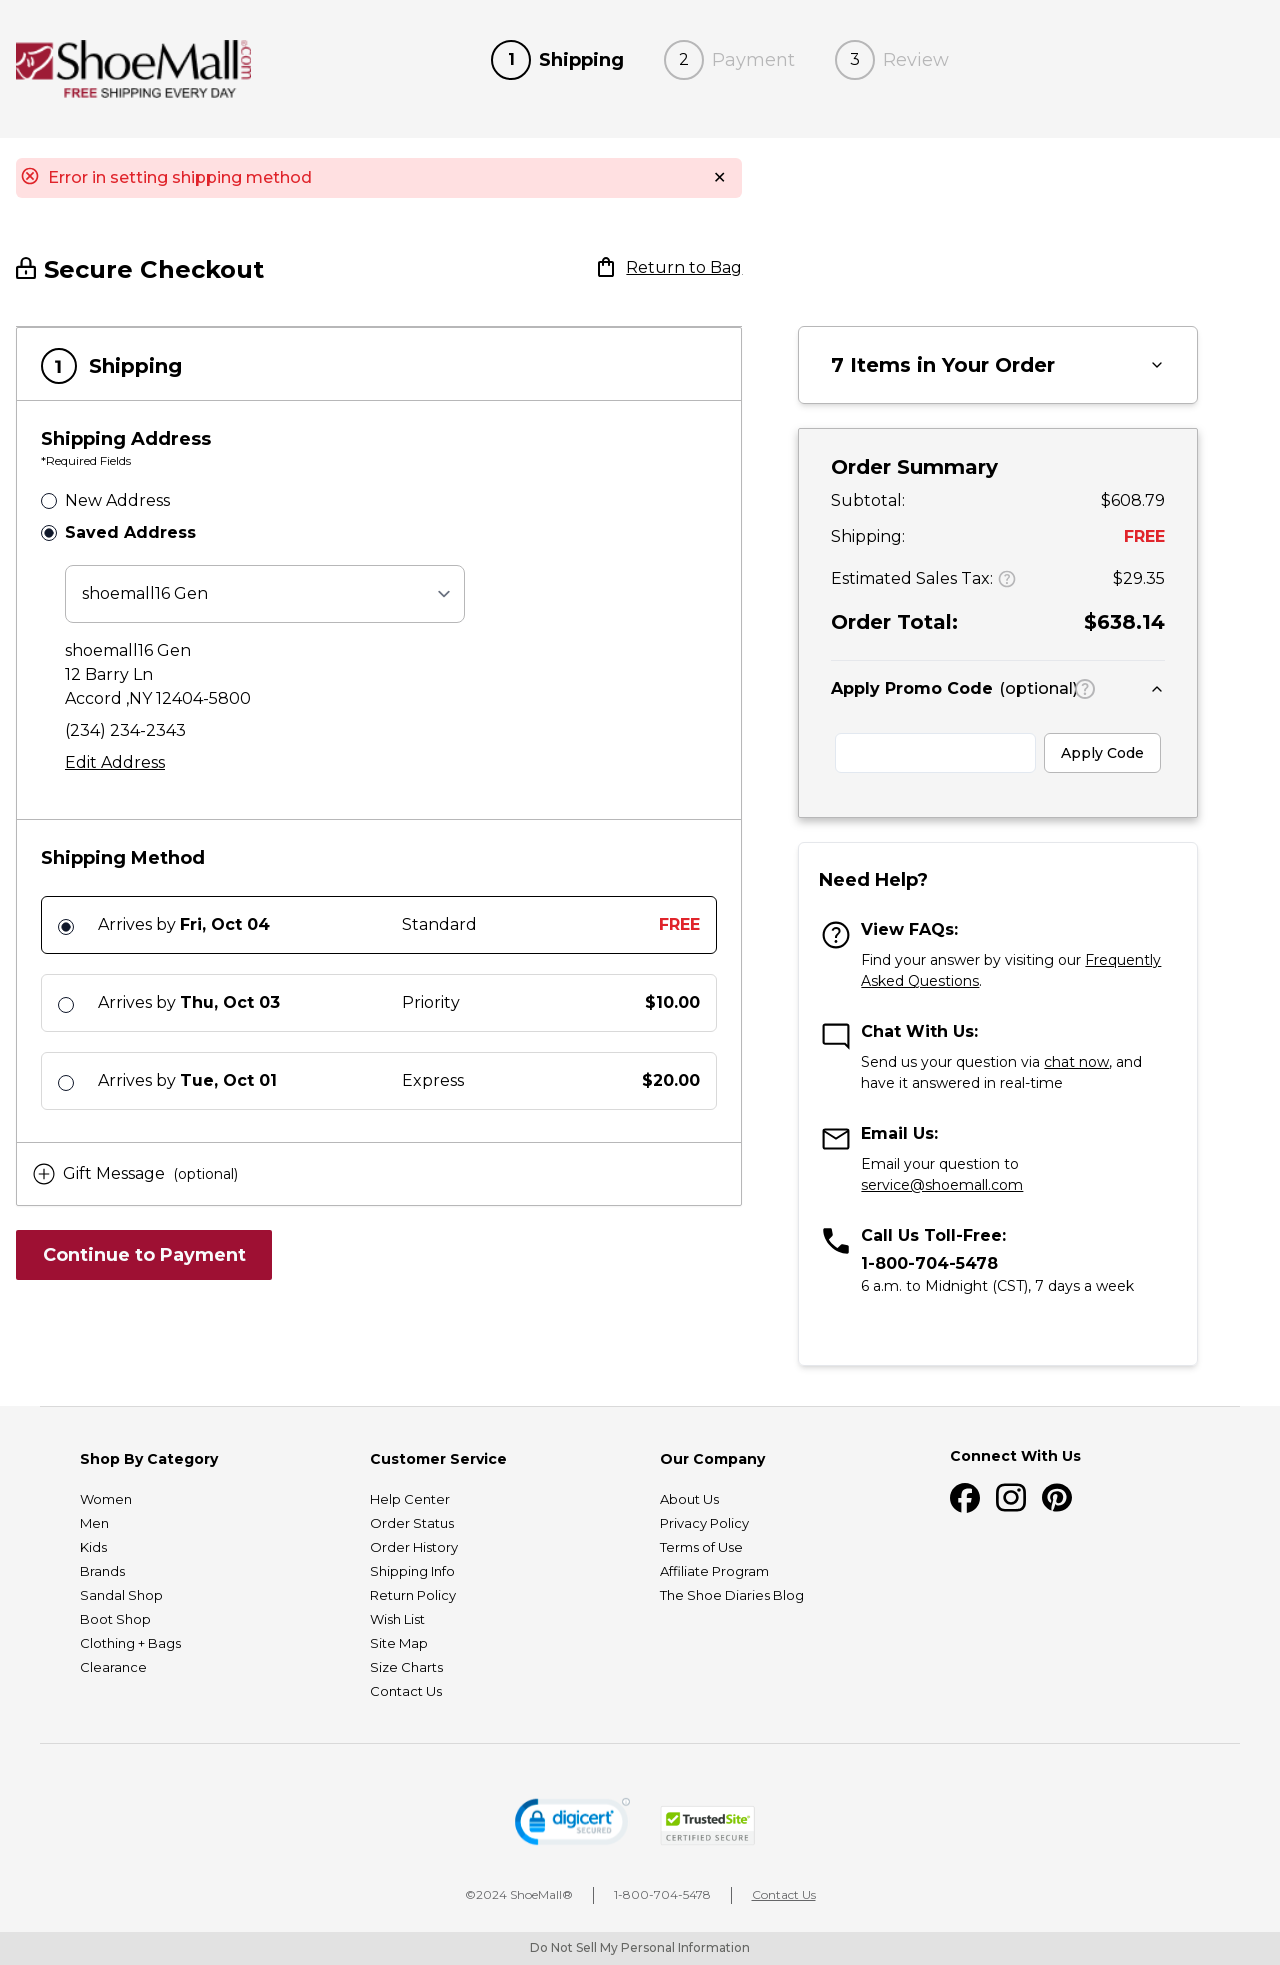 ShoeMall.com
FREE SHIPPING EVERY DAY
1 Shipping
2 Payment
3 Review
Error in setting shipping method
Secure Checkout
Return to Bag
1 Shipping
Shipping Address
*Required Fields
New Address
Saved Address
shoemall16 Gen
shoemall16 Gen
12 Barry Ln
Accord ,NY 12404-5800
(234) 234-2343
Edit Address
Shipping Method
Arrives by Fri, Oct 04 Standard FREE
Arrives by Thu, Oct 03 Priority $10.00
Arrives by Tue, Oct 01 Express $20.00
Gift Message (optional)
Continue to Payment
7 Items in Your Order
Order Summary
Subtotal: $608.79
Shipping: FREE
Estimated Sales Tax: $29.35
Order Total: $638.14
Apply Promo Code (optional)
Apply Code
Need Help?
View FAQs:
Find your answer by visiting our Frequently
Asked Questions.
Chat With Us:
Send us your question via chat now, and
have it answered in real-time
Email Us:
Email your question to
service@shoemall.com
Call Us Toll-Free:
1-800-704-5478
6 a.m. to Midnight (CST), 7 days a week
Shop By Category
Women
Men
Kids
Brands
Sandal Shop
Boot Shop
Clothing + Bags
Clearance
Customer Service
Help Center
Order Status
Order History
Shipping Info
Return Policy
Wish List
Site Map
Size Charts
Contact Us
Our Company
About Us
Privacy Policy
Terms of Use
Affiliate Program
The Shoe Diaries Blog
Connect With Us
digicert
SECURED
TrustedSite
CERTIFIED SECURE
©2024 ShoeMall®
1-800-704-5478
Contact Us
Do Not Sell My Personal Information